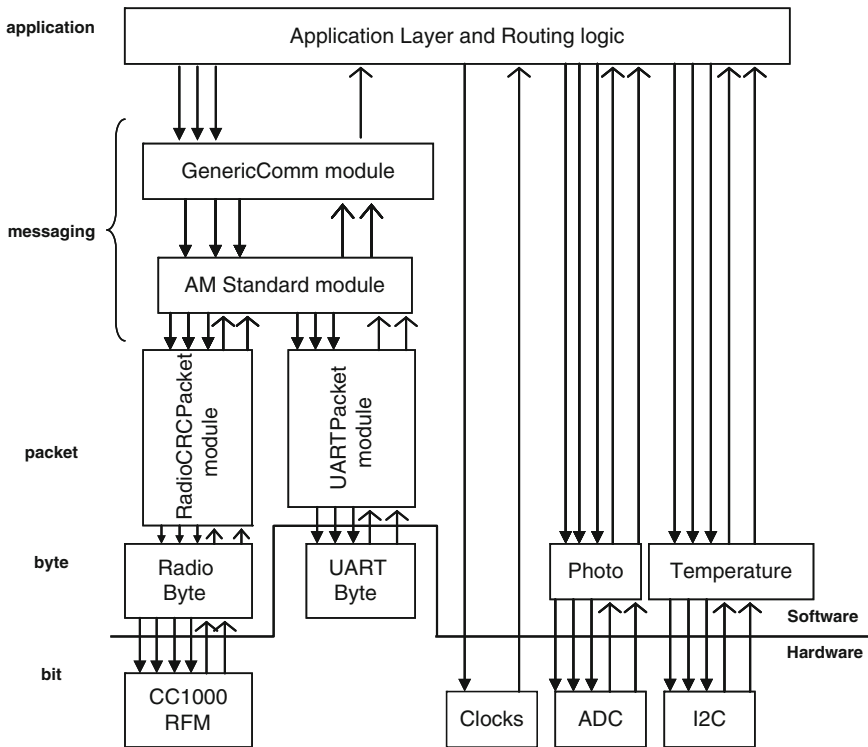 application
Application Layer and Routing logic
GenericComm module
messaging
AM Standard module
RadioCRCPacket
module
UARTPacket
module
packet
byte
Radio
Byte
UART
Byte
Photo
Temperature
Software
Hardware
bit
CC1000
RFM
Clocks
ADC
I2C